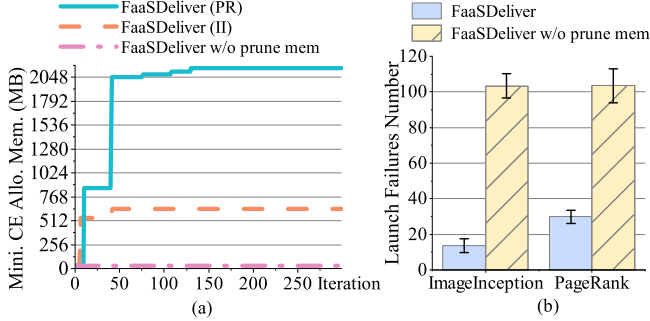 FaaSDeliver (PR)
FaaSDeliver (II)
FaaSDeliver w/o prune mem
Mini. CE Allo. Mem. (MB)
2048
1792
1536
1280
1024
768
512
256
0
0 50 100 150 200 250 Iteration
(a)
FaaSDeliver
FaaSDeliver w/o prune mem
Launch Failures Number
120
100
80
60
40
20
0
ImageInception PageRank
(b)